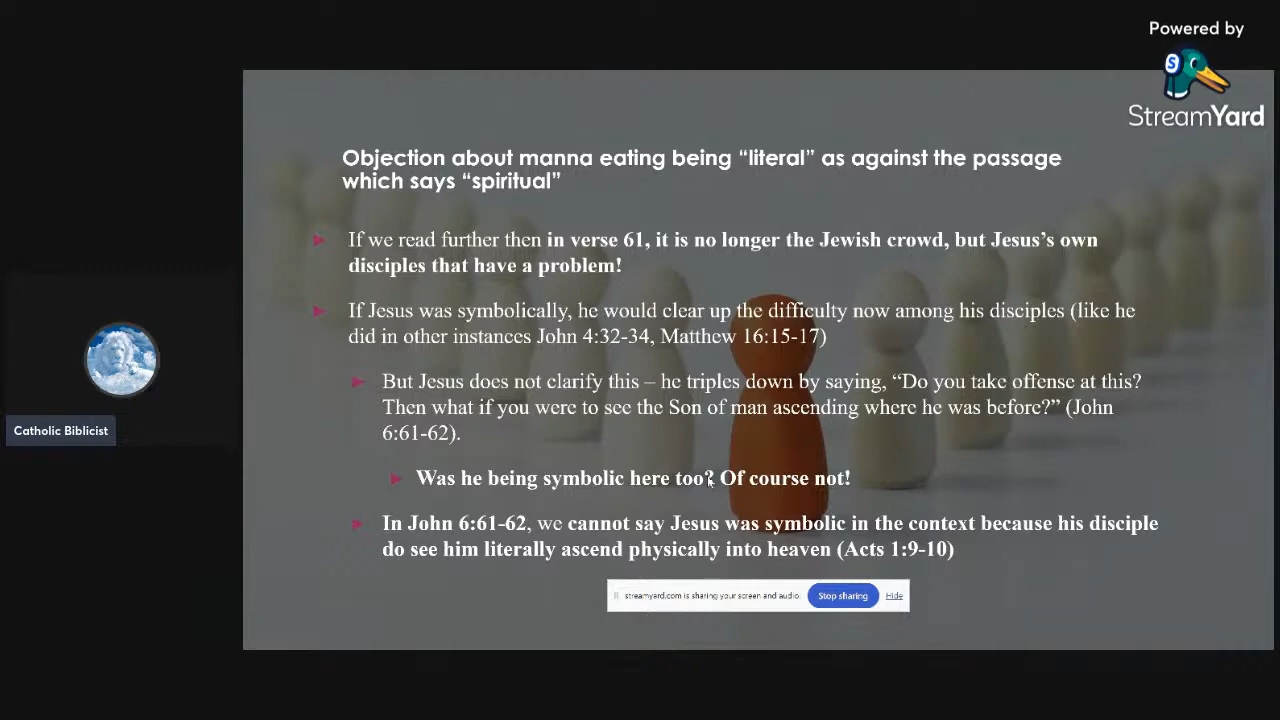 Powered by
StreamYard
Objection about manna eating being “literal” as against the passage
which says “spiritual”
If we read further then in verse 61, it is no longer the Jewish crowd, but Jesus’s own
disciples that have a problem!
If Jesus was symbolically, he would clear up the difficulty now among his disciples (like he
did in other instances John 4:32-34, Matthew 16:15-17)
But Jesus does not clarify this – he triples down by saying, “Do you take offense at this?
Then what if you were to see the Son of man ascending where he was before?” (John
6:61-62).
Was he being symbolic here too? Of course not!
In John 6:61-62, we cannot say Jesus was symbolic in the context because his disciple
do see him literally ascend physically into heaven (Acts 1:9-10)
Catholic Biblicist
streamyard.com is sharing your screen and audio. Stop sharing Hide